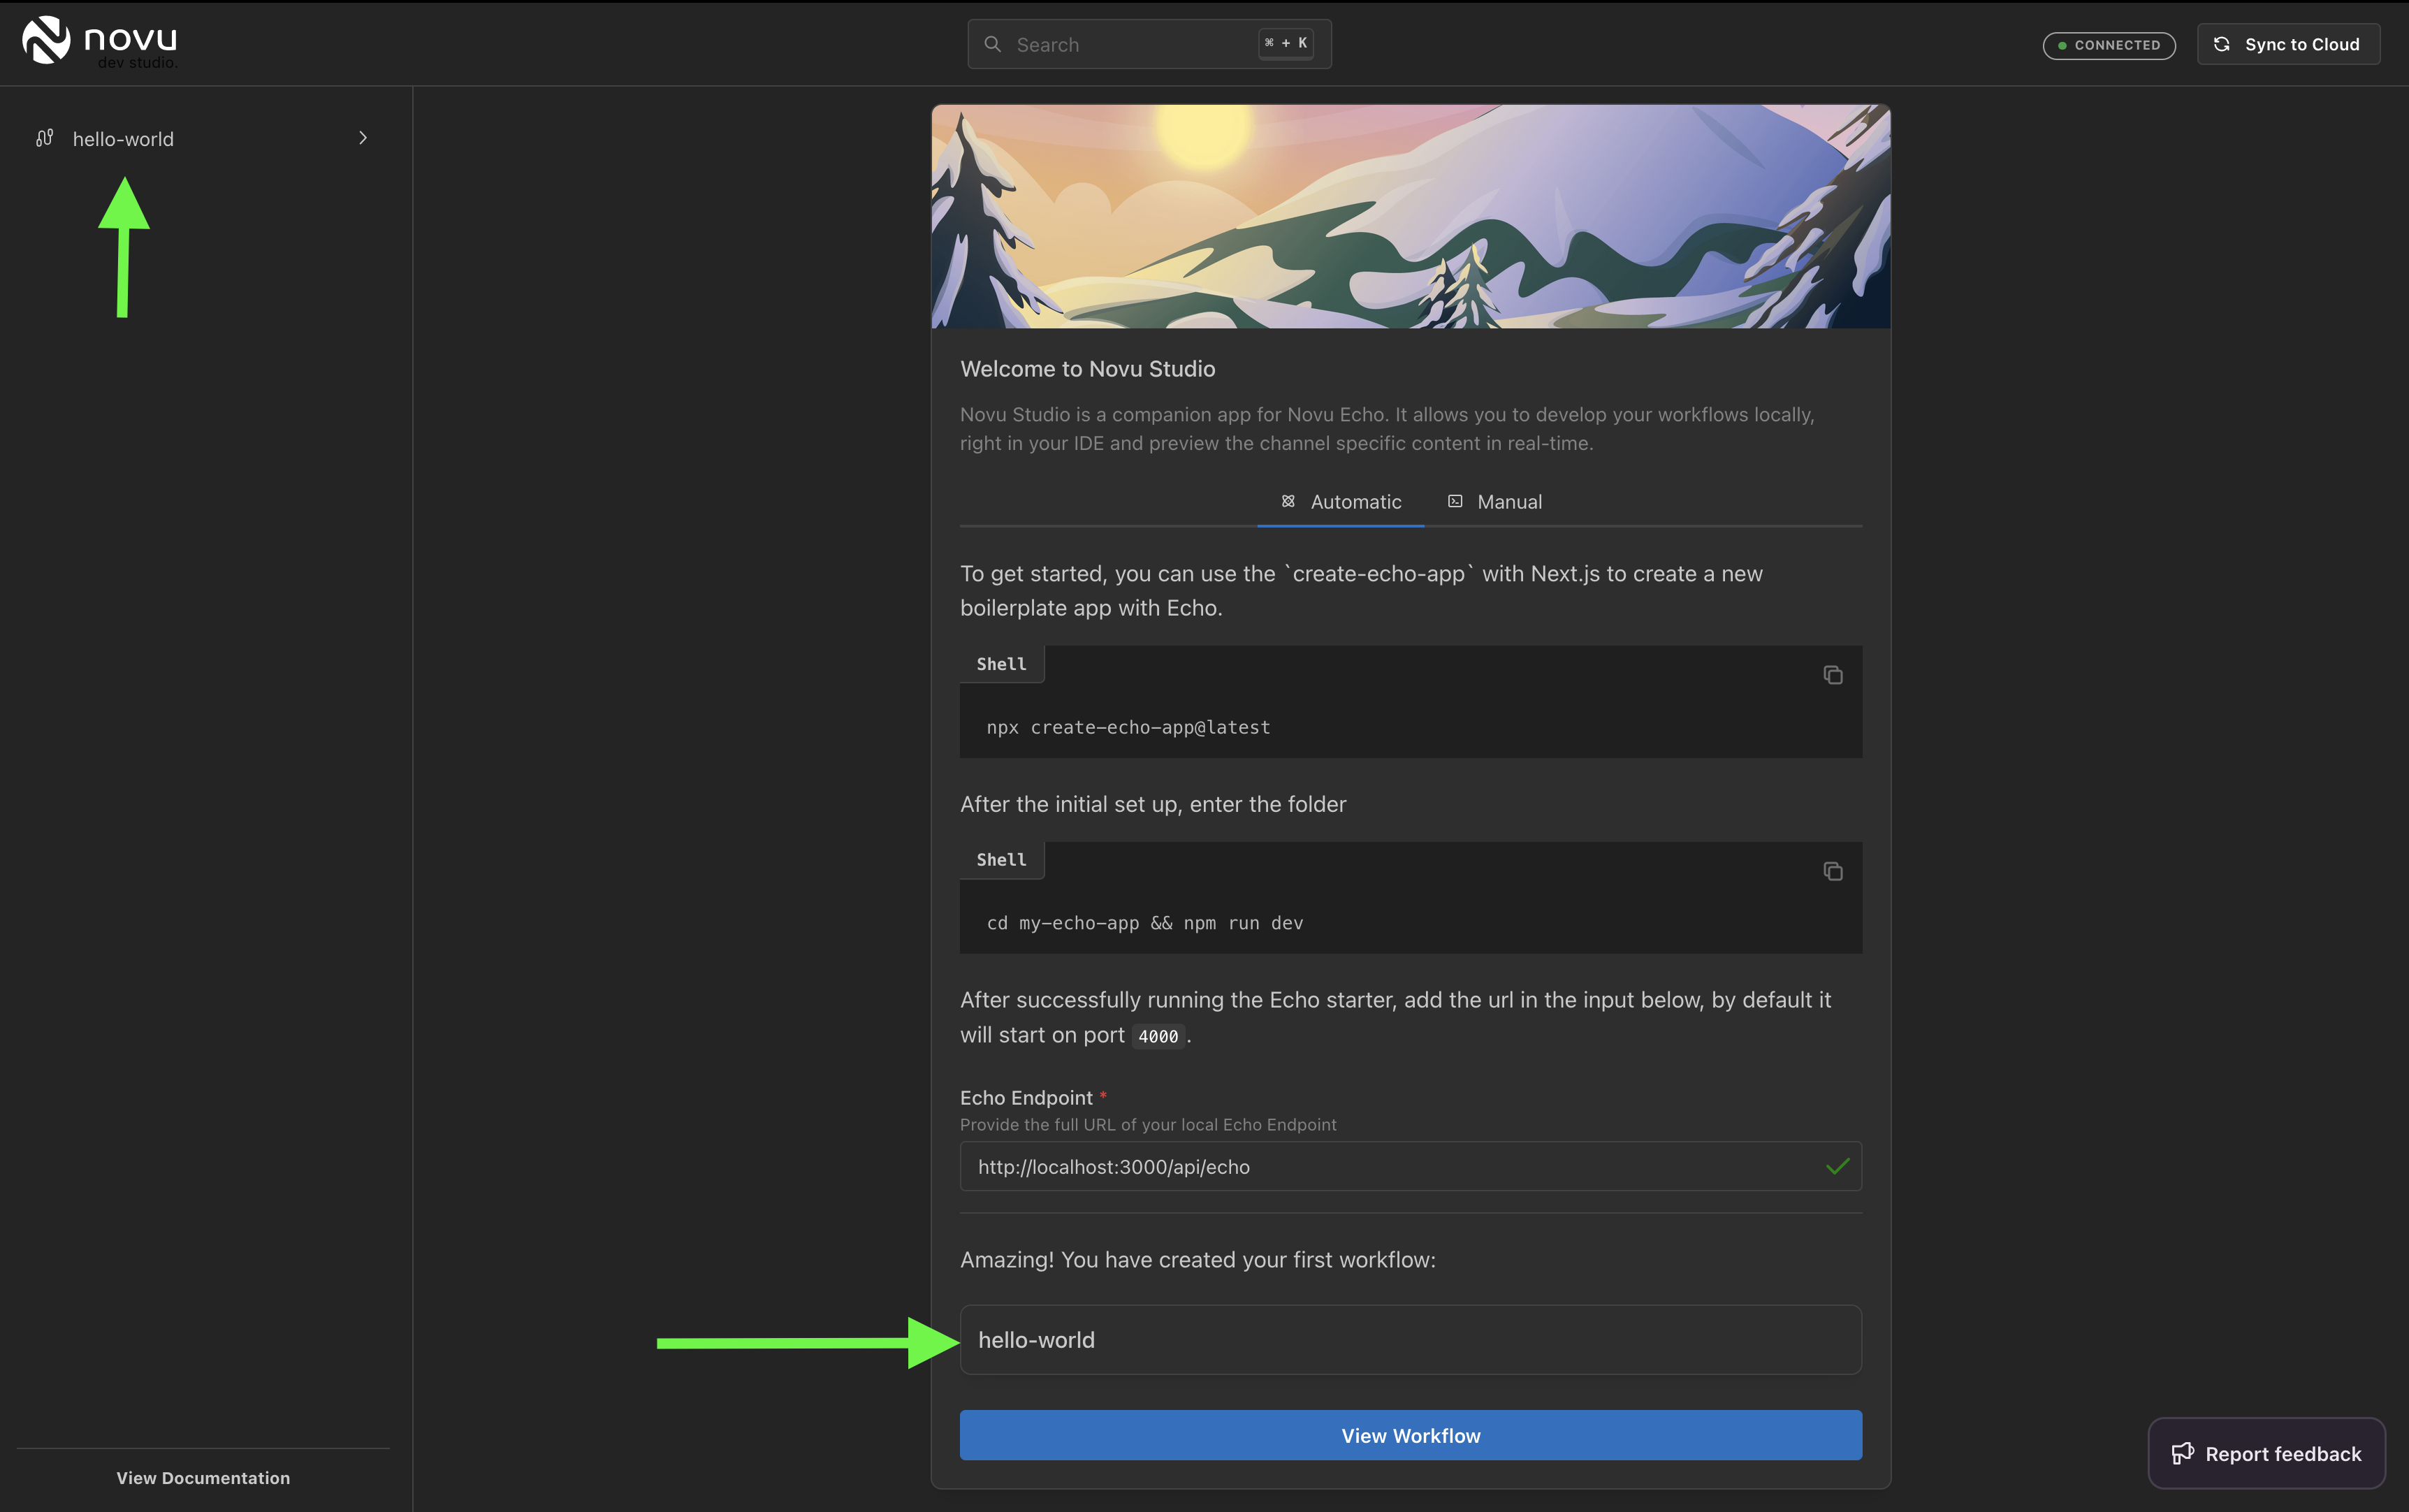 novu
dev studio.
Search
⌘ + K
CONNECTED
Sync to Cloud
hello-world
Welcome to Novu Studio
Novu Studio is a companion app for Novu Echo. It allows you to develop your workflows locally,
right in your IDE and preview the channel specific content in real-time.
Automatic
Manual
To get started, you can use the `create-echo-app` with Next.js to create a new
boilerplate app with Echo.
Shell
npx create-echo-app@latest
After the initial set up, enter the folder
Shell
cd my-echo-app && npm run dev
After successfully running the Echo starter, add the url in the input below, by default it
will start on port 4000.
Echo Endpoint *
Provide the full URL of your local Echo Endpoint
http://localhost:3000/api/echo
Amazing! You have created your first workflow:
hello-world
View Workflow
View Documentation
Report feedback